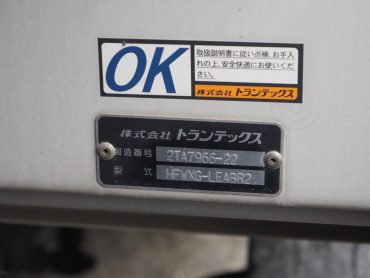 OK
取扱説明書に従い点検、お手入
れの上、安全快適にお使いくだ
さい。
株式会社 トランテックス
株式会社 トランテックス
製造番号 2TA7966-22
型式 HFWXG-LEABR2